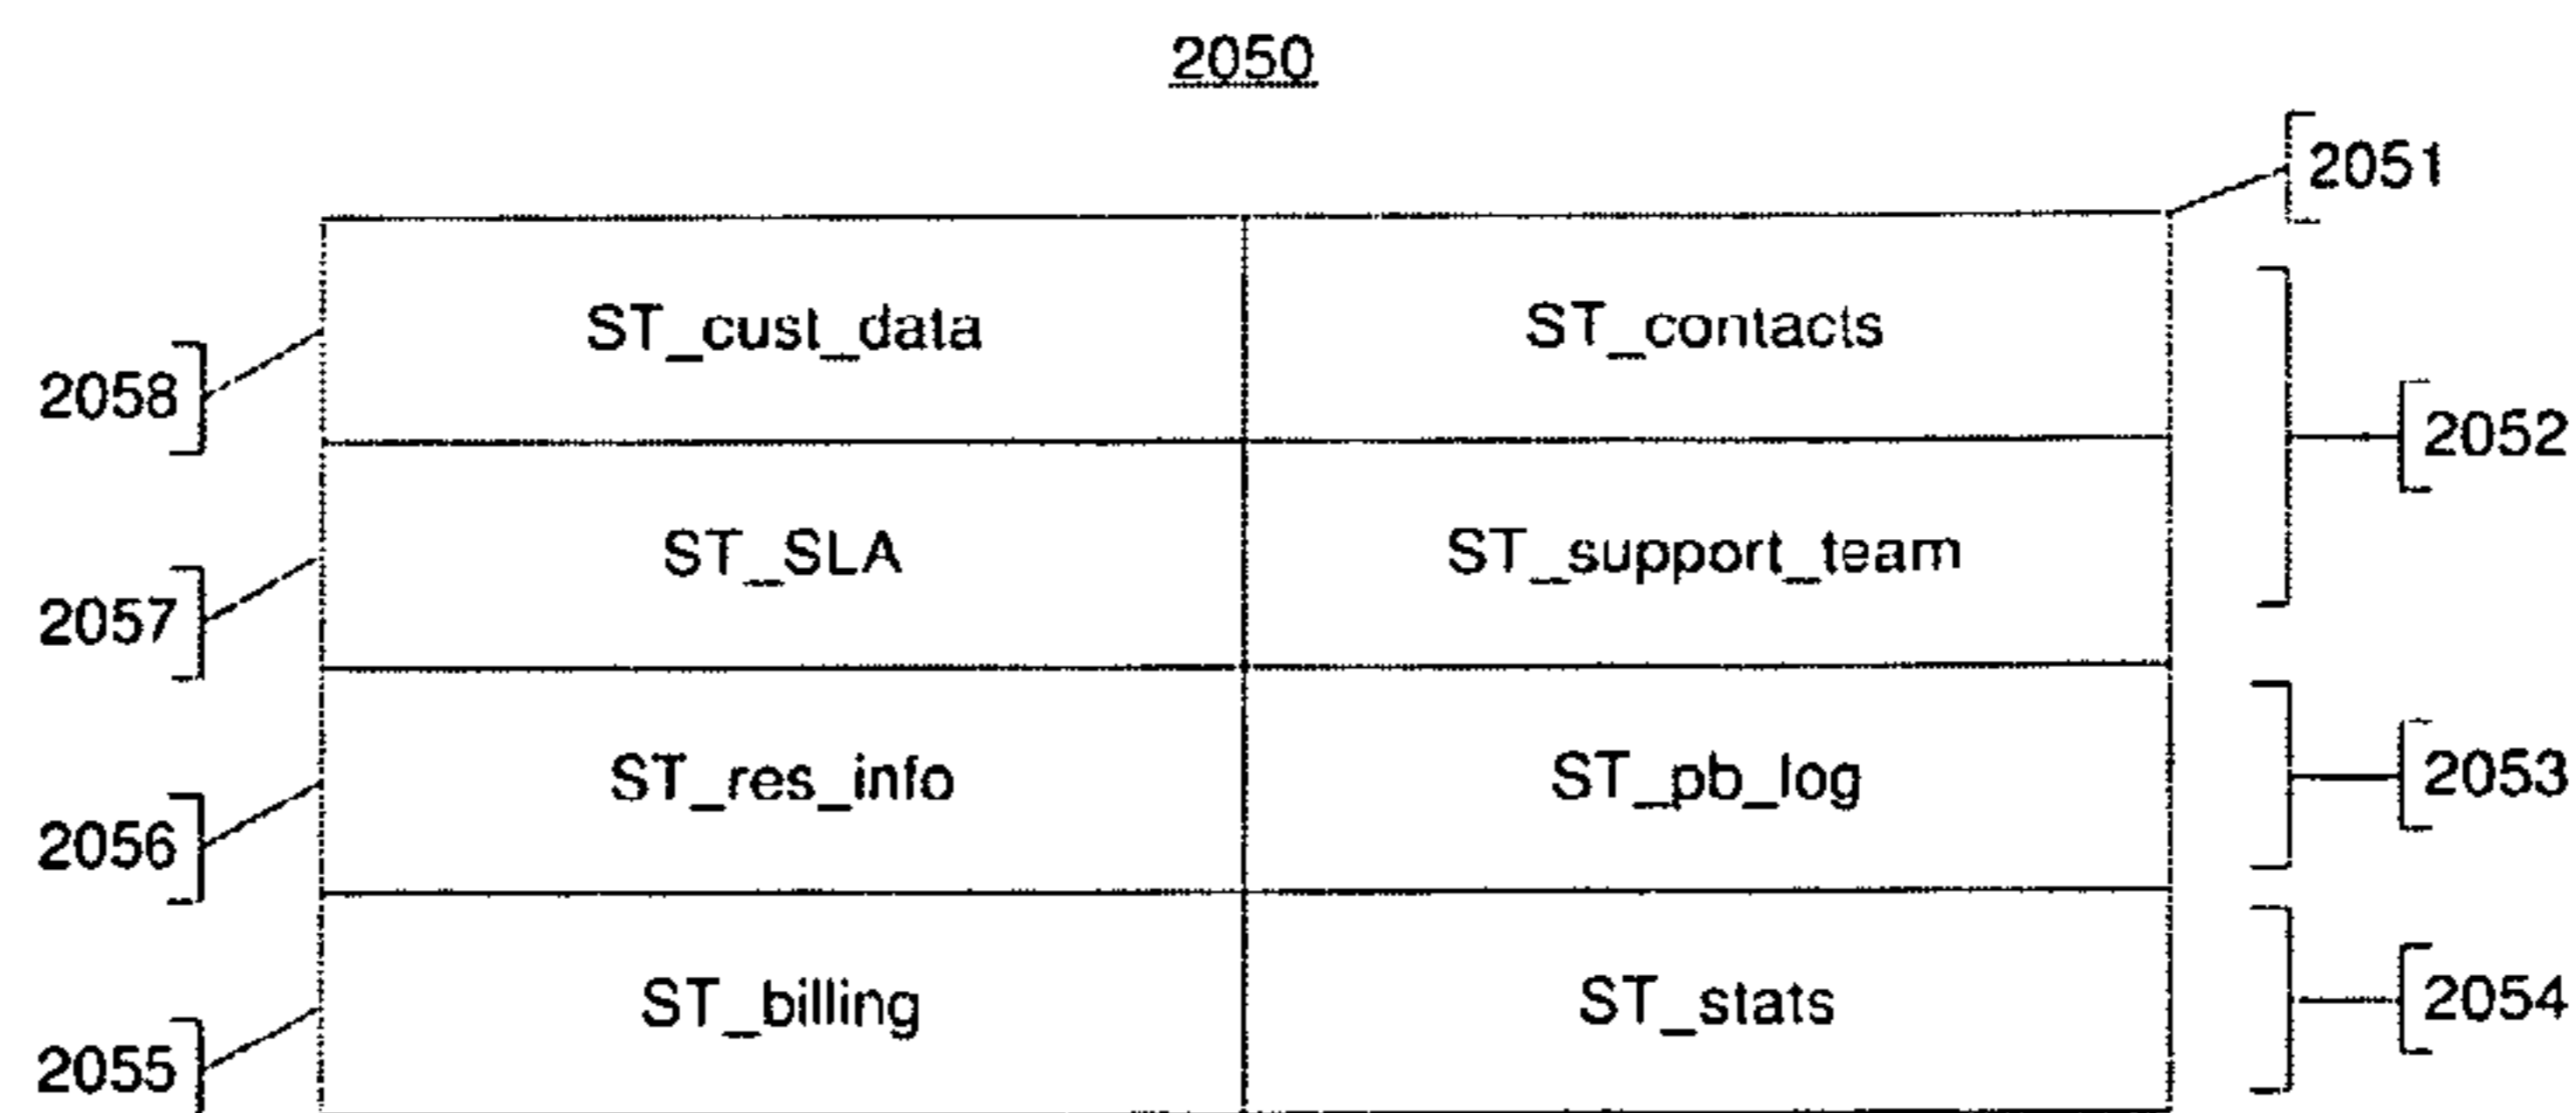 2050
2051
ST_cust_data ST_contacts
2058 2052
ST_SLA ST_support_team
2057
ST_res_info ST_pb_log 2053
2056
ST_billing ST_stats 2054
2055